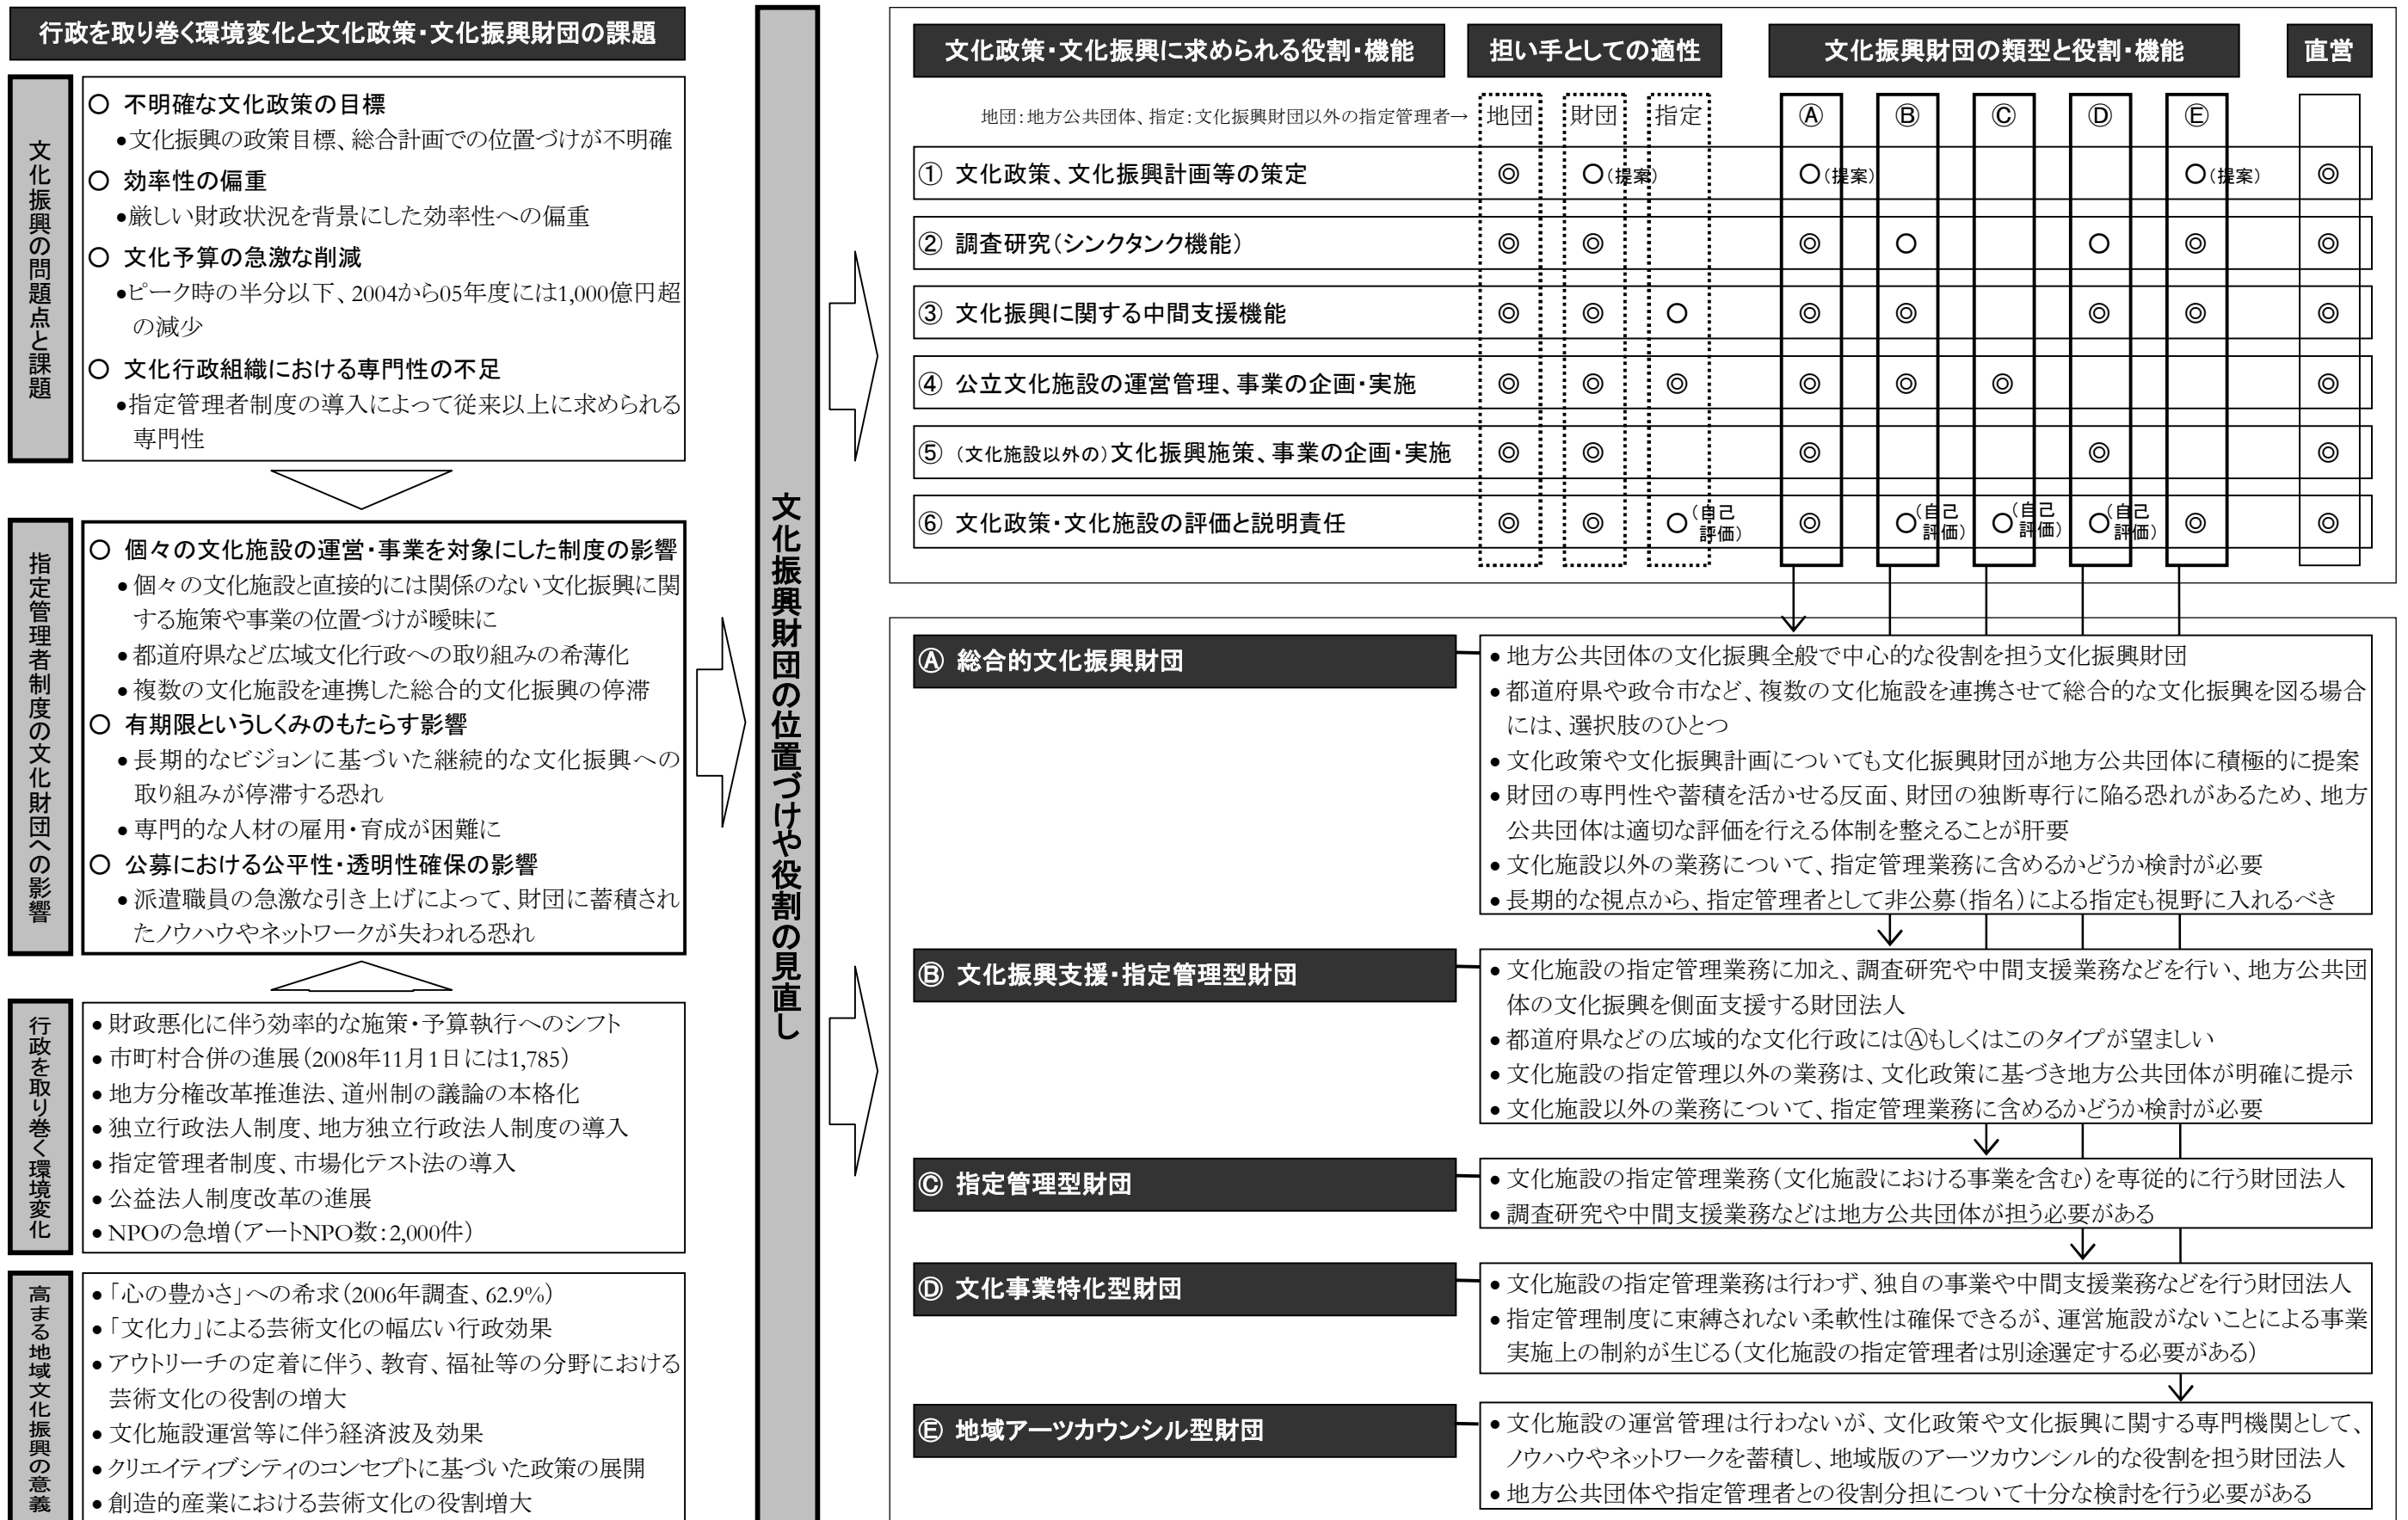 行政を取り巻く環境変化と文化政策・文化振興財団の課題
文化振興の問題点と課題
○ 不明確な文化政策の目標
●文化振興の政策目標、総合計画での位置づけが不明確
○ 効率性の偏重
●厳しい財政状況を背景にした効率性への偏重
○ 文化予算の急激な削減
●ピーク時の半分以下、2004から05年度には1,000億円超
の減少
○ 文化行政組織における専門性の不足
●指定管理者制度の導入によって従来以上に求められる
専門性
指定管理者制度の文化財団への影響
○ 個々の文化施設の運営・事業を対象にした制度の影響
●個々の文化施設と直接的には関係のない文化振興に関
する施策や事業の位置づけが曖昧に
●都道府県など広域文化行政への取り組みの希薄化
●複数の文化施設を連携した総合的文化振興の停滞
○ 有期限というしくみのもたらす影響
●長期的なビジョンに基づいた継続的な文化振興への
取り組みが停滞する恐れ
●専門的な人材の雇用・育成が困難に
○ 公募における公平性・透明性確保の影響
●派遣職員の急激な引き上げによって、財団に蓄積され
たノウハウやネットワークが失われる恐れ
行政を取り巻く環境変化
●財政悪化に伴う効率的な施策・予算執行へのシフト
●市町村合併の進展(2008年11月1日には1,785)
●地方分権改革推進法、道州制の議論の本格化
●独立行政法人制度、地方独立行政法人制度の導入
●指定管理者制度、市場化テスト法の導入
●公益法人制度改革の進展
●NPOの急増(アートNPO数:2,000件)
高まる地域文化振興の意義
●「心の豊かさ」への希求(2006年調査、62.9%)
●「文化力」による芸術文化の幅広い行政効果
●アウトリーチの定着に伴う、教育、福祉等の分野における
芸術文化の役割の増大
●文化施設運営等に伴う経済波及効果
●クリエイティブシティのコンセプトに基づいた政策の展開
●創造的産業における芸術文化の役割増大
文化振興財団の位置づけや役割の見直し
文化政策・文化振興に求められる役割・機能 担い手としての適性 文化振興財団の類型と役割・機能 直営
地団:地方公共団体、指定:文化振興財団以外の指定管理者→ 地団 財団 指定 Ⓐ Ⓑ Ⓒ Ⓓ Ⓔ
① 文化政策、文化振興計画等の策定 ◎ ○(提案) ○(提案) ○(提案) ◎
② 調査研究(シンクタンク機能) ◎ ◎ ◎ ○ ○ ◎ ◎
③ 文化振興に関する中間支援機能 ◎ ◎ ○ ◎ ◎ ◎ ◎ ◎
④ 公立文化施設の運営管理、事業の企画・実施 ◎ ◎ ◎ ◎ ◎ ◎ ◎
⑤ (文化施設以外の)文化振興施策、事業の企画・実施 ◎ ◎ ◎ ◎ ◎
⑥ 文化政策・文化施設の評価と説明責任 ◎ ◎ ○(自己評価) ◎ ○(自己評価) ○(自己評価) ○(自己評価) ◎ ◎
Ⓐ 総合的文化振興財団
●地方公共団体の文化振興全般で中心的な役割を担う文化振興財団
●都道府県や政令市など、複数の文化施設を連携させて総合的な文化振興を図る場合
には、選択肢のひとつ
●文化政策や文化振興計画についても文化振興財団が地方公共団体に積極的に提案
●財団の専門性や蓄積を活かせる反面、財団の独断専行に陥る恐れがあるため、地方
公共団体は適切な評価を行える体制を整えることが肝要
●文化施設以外の業務について、指定管理業務に含めるかどうか検討が必要
●長期的な視点から、指定管理者として非公募(指名)による指定も視野に入れるべき
Ⓑ 文化振興支援・指定管理型財団
●文化施設の指定管理業務に加え、調査研究や中間支援業務などを行い、地方公共団
体の文化振興を側面支援する財団法人
●都道府県などの広域的な文化行政にはⒶもしくはこのタイプが望ましい
●文化施設の指定管理以外の業務は、文化政策に基づき地方公共団体が明確に提示
●文化施設以外の業務について、指定管理業務に含めるかどうか検討が必要
Ⓒ 指定管理型財団
●文化施設の指定管理業務(文化施設における事業を含む)を専従的に行う財団法人
●調査研究や中間支援業務などは地方公共団体が担う必要がある
Ⓓ 文化事業特化型財団
●文化施設の指定管理業務は行わず、独自の事業や中間支援業務などを行う財団法人
●指定管理制度に束縛されない柔軟性は確保できるが、運営施設がないことによる事業
実施上の制約が生じる(文化施設の指定管理者は別途選定する必要がある)
Ⓔ 地域アーツカウンシル型財団
●文化施設の運営管理は行わないが、文化政策や文化振興に関する専門機関として、
ノウハウやネットワークを蓄積し、地域版のアーツカウンシル的な役割を担う財団法人
●地方公共団体や指定管理者との役割分担について十分な検討を行う必要がある